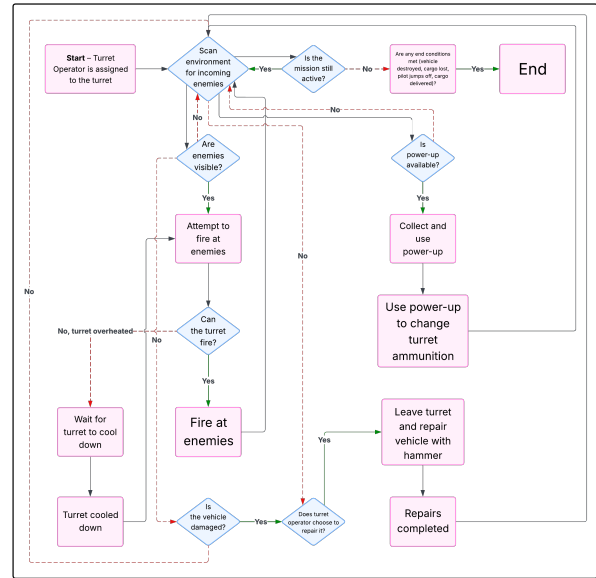 Start – Turret
Operator is assigned
to the turret
Scan
environment
for incoming
enemies
Yes
Is the
mission still
active?
No
Are any end conditions
met (vehicle
destroyed, cargo lost,
pilot jumps off, cargo
delivered)?
Yes
End
No
No
Are
enemies
visible?
Is
power-up
available?
Yes
Yes
Attempt to
fire at
enemies
Collect and
use
power-up
No
No
Can
the turret
fire?
Use power-up
to change
turret
ammunition
No, turret overheated
No
Yes
Wait for
turret to cool
down
Fire at
enemies
Leave turret
and repair
vehicle with
hammer
Yes
Turret cooled
down
Is
the vehicle
damaged?
Yes
Does turret
operator choose to
repair it?
Repairs
completed